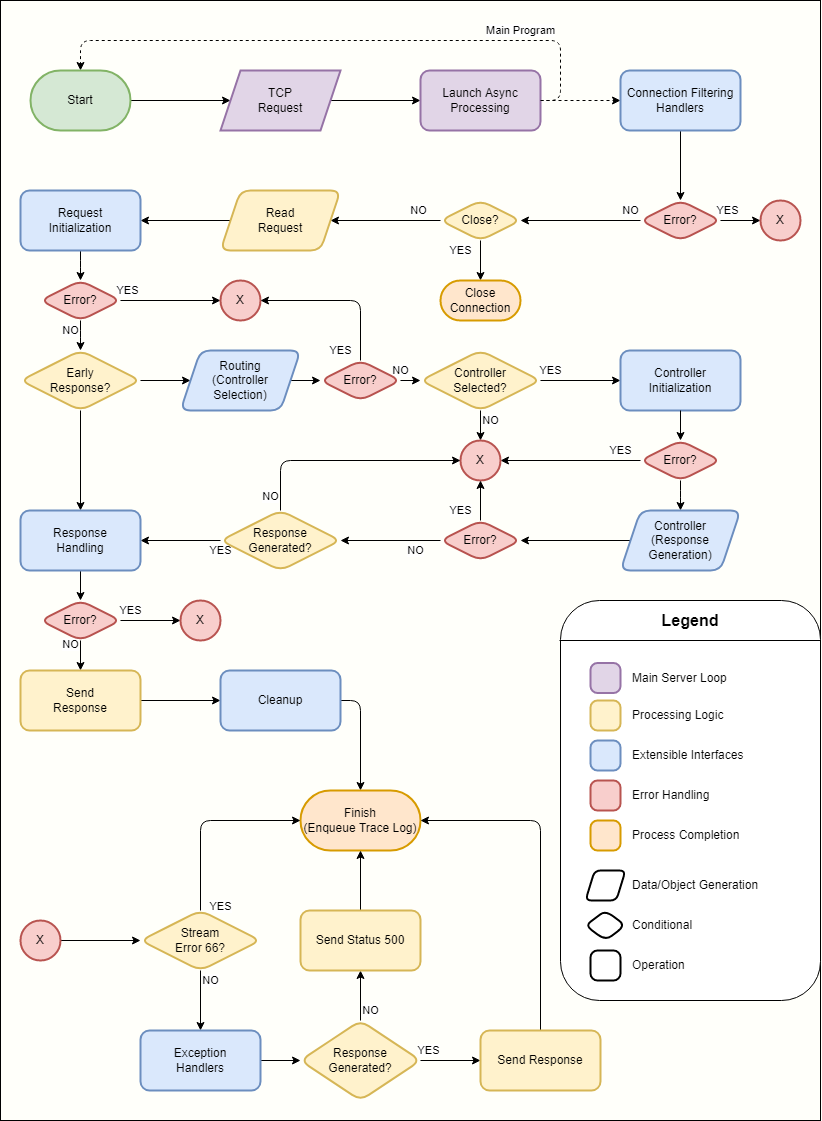 Main Program
Start
TCP
Request
Launch Async
Processing
Connection Filtering
Handlers
Request
Initialization
Read
Request
NO
Close?
NO
Error?
YES
X
YES
Close
Connection
Error?
YES
X
NO
YES
Early
Response?
Routing
(Controller
Selection)
Error?
NO
Controller
Selected?
YES
Controller
Initialization
NO
X
YES
Error?
NO
YES
Response
Handling
YES
Response
Generated?
NO
Error?
Controller
(Response
Generation)
Error?
YES
X
NO
Send
Response
Cleanup
Finish
(Enqueue Trace Log)
YES
X
Stream
Error 66?
Send Status 500
NO
NO
Exception
Handlers
Response
Generated?
YES
Send Response
Legend
Main Server Loop
Processing Logic
Extensible Interfaces
Error Handling
Process Completion
Data/Object Generation
Conditional
Operation